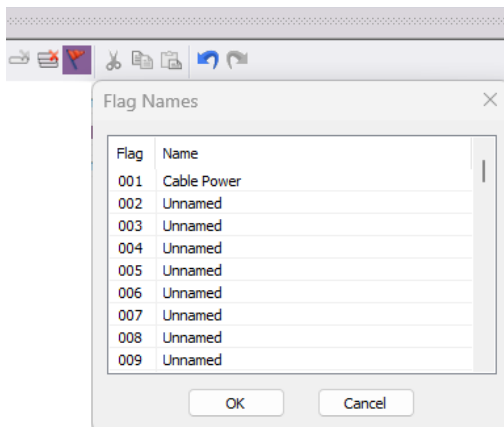 Flag Names
Flag Name
001 Cable Power
002 Unnamed
003 Unnamed
004 Unnamed
005 Unnamed
006 Unnamed
007 Unnamed
008 Unnamed
009 Unnamed
OK Cancel